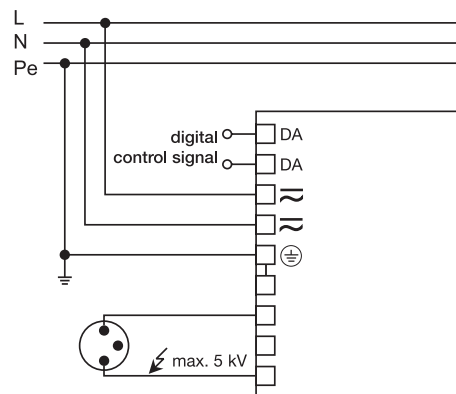 L
N
Pe
digital
control signal
DA
DA
max. 5 kV